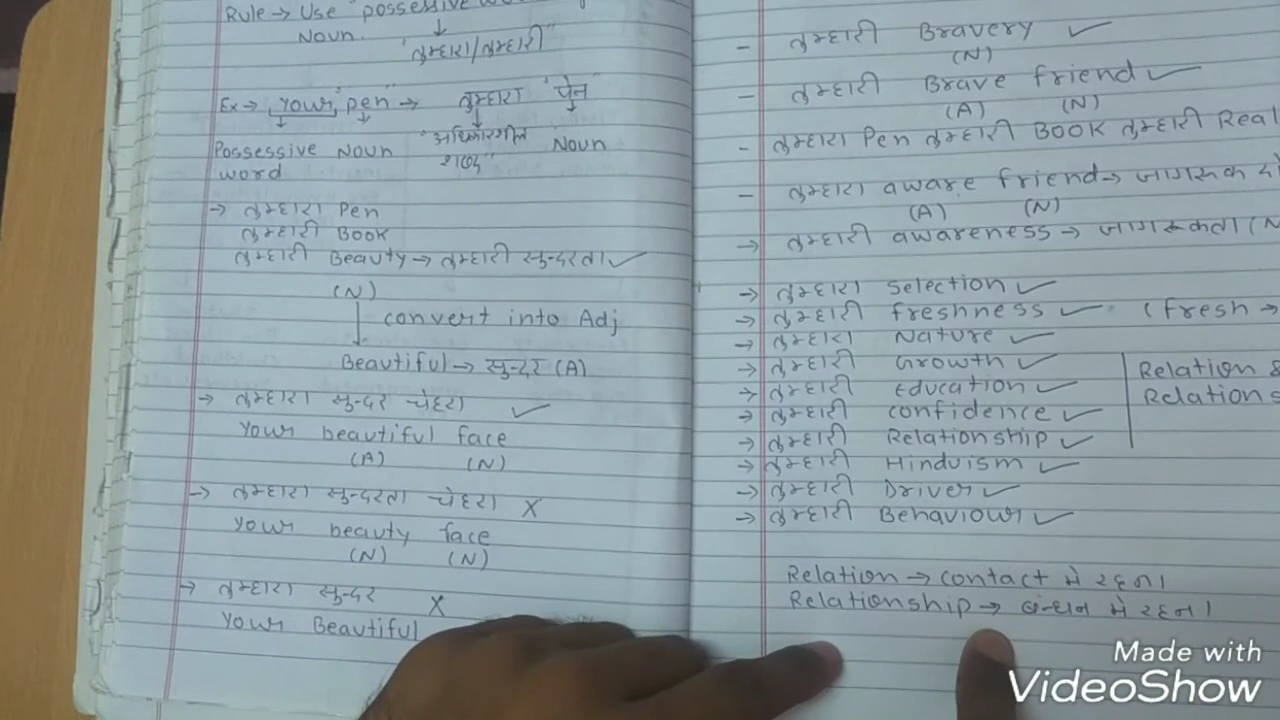 Rule → Use "possessive
Noun.
"तुम्हारा/तुम्हारी"
Ex → "Your" pen → तुम्हारा "पेन"
Possessive Noun "अधिकारशील Noun
word शब्द"
→ तुम्हारा Pen
तुम्हारी Book
तुम्हारी Beauty → तुम्हारी सुन्दरता ✓
(N)
convert into Adj
Beautiful → सुन्दर (A)
→ तुम्हारा सुन्दर चेहरा ✓
Your beautiful face
(A) (N)
→ तुम्हारा सुन्दरता चेहरा X
Your beauty face
(N) (N)
→ तुम्हारा सुन्दर X
Your Beautiful
- तुम्हारी Bravery ✓
(N)
- तुम्हारी Brave friend ✓
(A) (N)
- तुम्हारा Pen तुम्हारी Book तुम्हारी Real
- तुम्हारा aware friend → जागरूक
(A) (N)
→ तुम्हारी awareness → जागरूकता (N
→ तुम्हारा Selection ✓
→ तुम्हारी freshness ✓ (fresh →
→ तुम्हारा Nature ✓
→ तुम्हारी Growth ✓ Relation &
→ तुम्हारी Education ✓ Relations
→ तुम्हारी confidence ✓
→ तुम्हारी Relationship ✓
→ तुम्हारी Hinduism ✓
→ तुम्हारी Driver ✓
→ तुम्हारी Behaviour ✓
Relation → contact में रहना।
Relationship → बंधन में रहना।
Made with
VideoShow